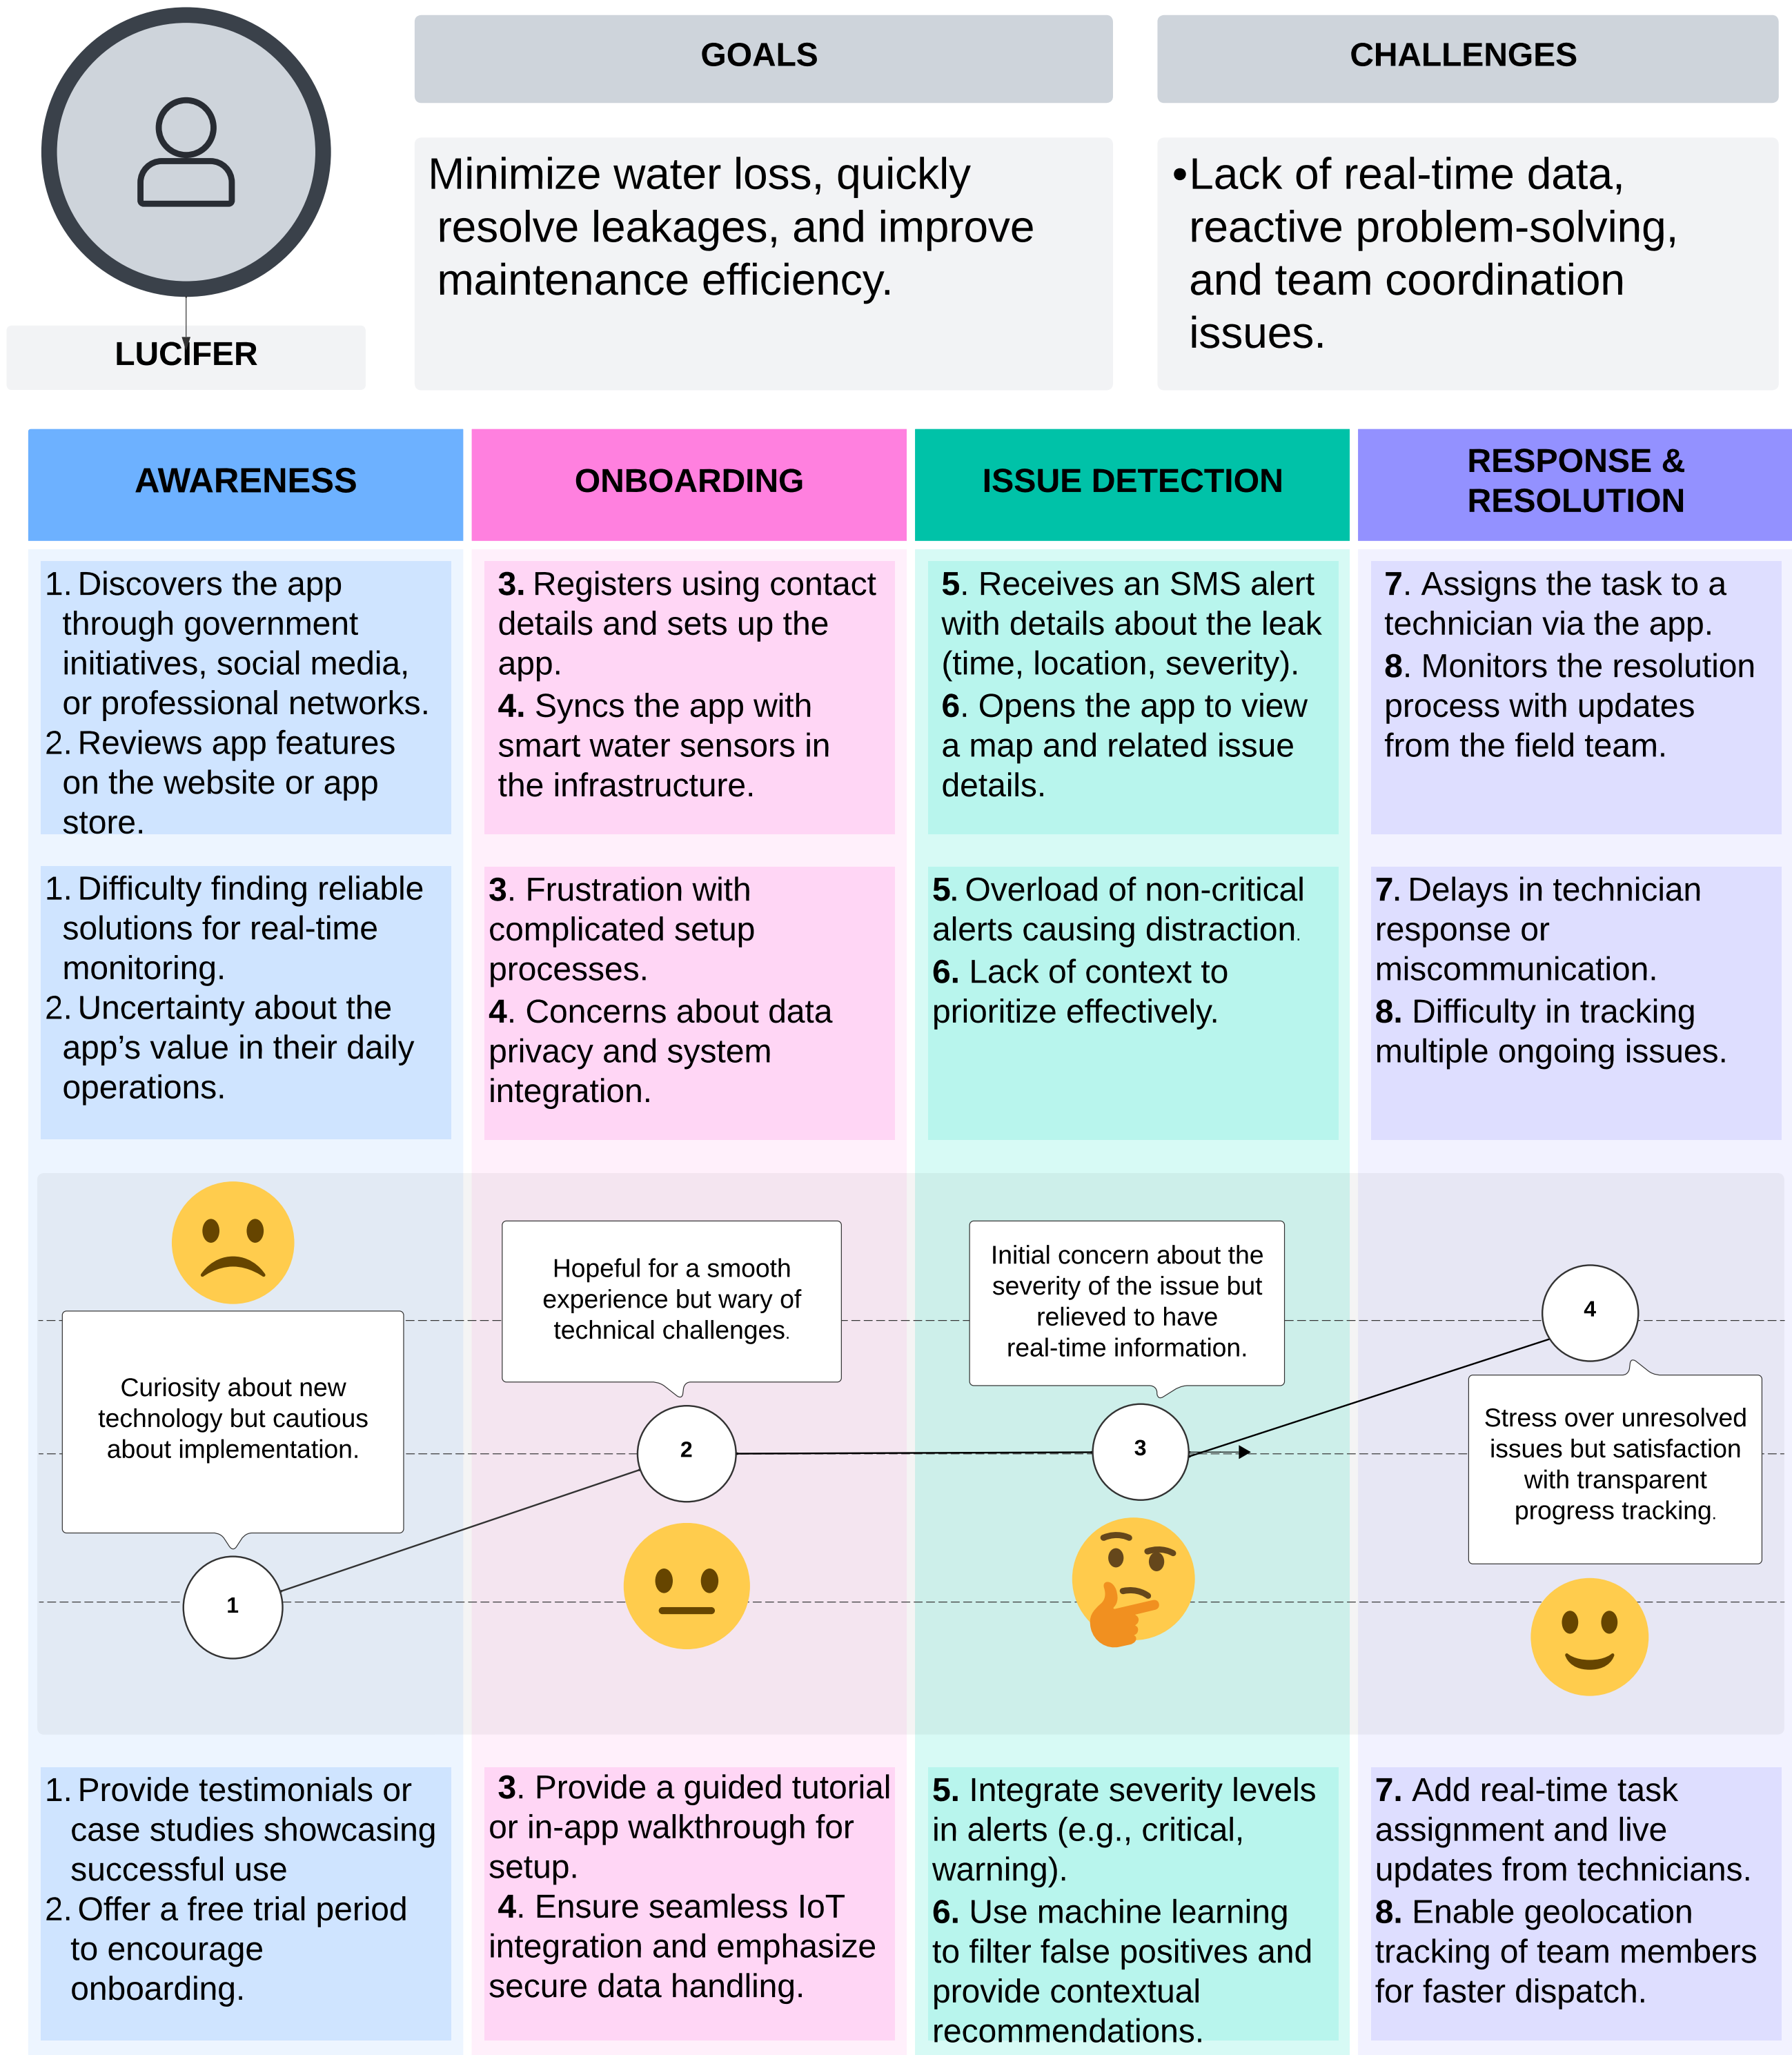 GOALS
CHALLENGES
Minimize water loss, quickly
resolve leakages, and improve
maintenance efficiency.
•Lack of real-time data,
reactive problem-solving,
and team coordination
issues.
LUCIFER
AWARENESS
ONBOARDING
ISSUE DETECTION
RESPONSE &
RESOLUTION
1. Discovers the app
through government
initiatives, social media,
or professional networks.
2. Reviews app features
on the website or app
store.
3. Registers using contact
details and sets up the
app.
4. Syncs the app with
smart water sensors in
the infrastructure.
5. Receives an SMS alert
with details about the leak
(time, location, severity).
6. Opens the app to view
a map and related issue
details.
7. Assigns the task to a
technician via the app.
8. Monitors the resolution
process with updates
from the field team.
1. Difficulty finding reliable
solutions for real-time
monitoring.
2. Uncertainty about the
app’s value in their daily
operations.
3. Frustration with
complicated setup
processes.
4. Concerns about data
privacy and system
integration.
5. Overload of non-critical
alerts causing distraction.
6. Lack of context to
prioritize effectively.
7. Delays in technician
response or
miscommunication.
8. Difficulty in tracking
multiple ongoing issues.
Curiosity about new
technology but cautious
about implementation.
1
Hopeful for a smooth
experience but wary of
technical challenges.
2
Initial concern about the
severity of the issue but
relieved to have
real-time information.
3
4
Stress over unresolved
issues but satisfaction
with transparent
progress tracking.
1. Provide testimonials or
case studies showcasing
successful use
2. Offer a free trial period
to encourage
onboarding.
3. Provide a guided tutorial
or in-app walkthrough for
setup.
4. Ensure seamless IoT
integration and emphasize
secure data handling.
5. Integrate severity levels
in alerts (e.g., critical,
warning).
6. Use machine learning
to filter false positives and
provide contextual
recommendations.
7. Add real-time task
assignment and live
updates from technicians.
8. Enable geolocation
tracking of team members
for faster dispatch.